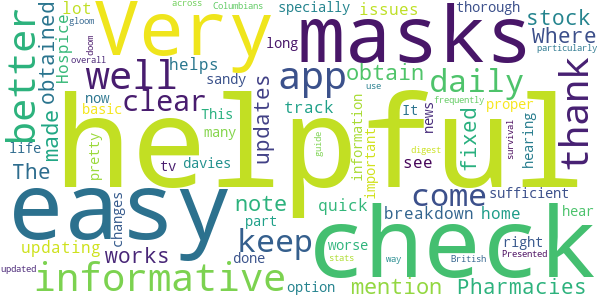 across Columbians
lot specially issues thorough
gloom
doom
overall
Very
masks
stock
Where
particularly
long
better
obtained
Hospice
well
helps
sandy
app
obtain
daily
thank
now
basic
clear
updates
track
It
news
frequently
proper
use
made
This
many
fixed
hearing
helpful
guide
information
important
survival
digest
life
pretty
The
tv
davies
see
easy
come
sufficient
note
quick
breakdown
home
hear
check
changes
part
updating
works
keep
done
worse
right
stats
way
British
Presented
updated
informative
option
mention
Pharmacies